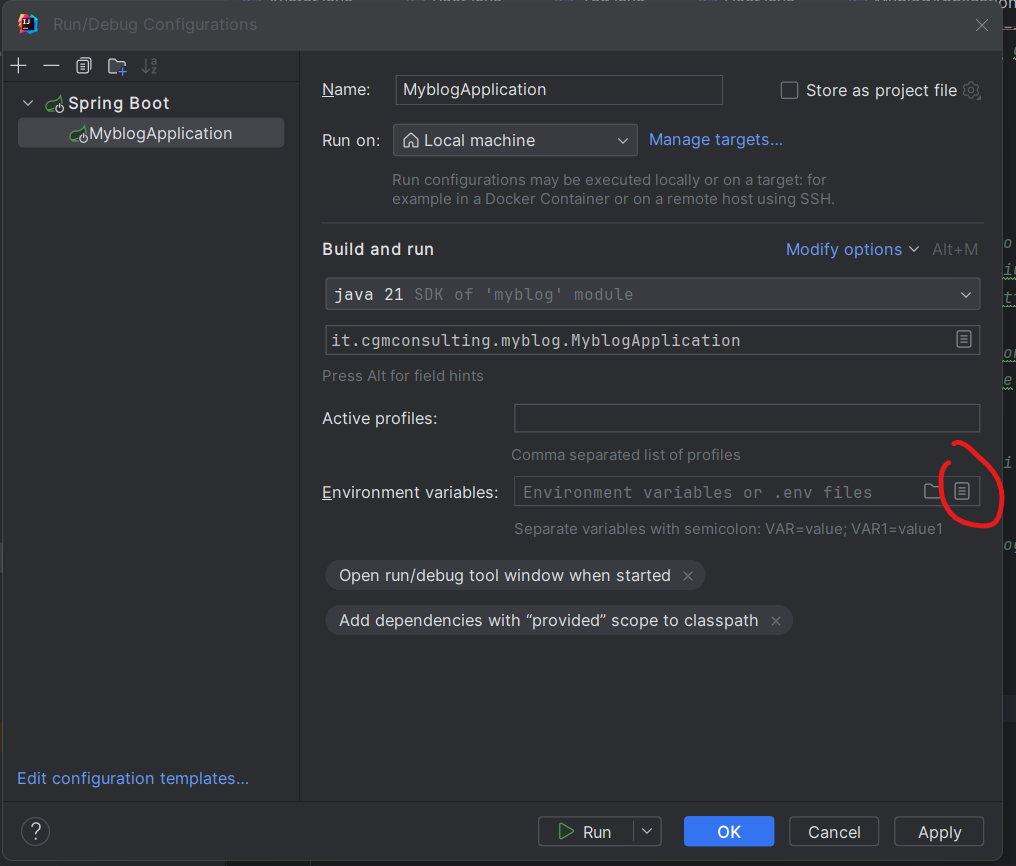 Run/Debug Configurations
Spring Boot
MyblogApplication
Name:
MyblogApplication
Store as project file
Run on:
Local machine
Manage targets...
Run configurations may be executed locally or on a target: for
example in a Docker Container or on a remote host using SSH.
Build and run
Modify options
Alt+M
java 21 SDK of 'myblog' module
it.cgmconsulting.myblog.MyblogApplication
Press Alt for field hints
Active profiles:
Comma separated list of profiles
Environment variables:
Environment variables or .env files
Separate variables with semicolon: VAR=value; VAR1=value1
Open run/debug tool window when started
Add dependencies with “provided” scope to classpath
Edit configuration templates...
?
Run
OK
Cancel
Apply